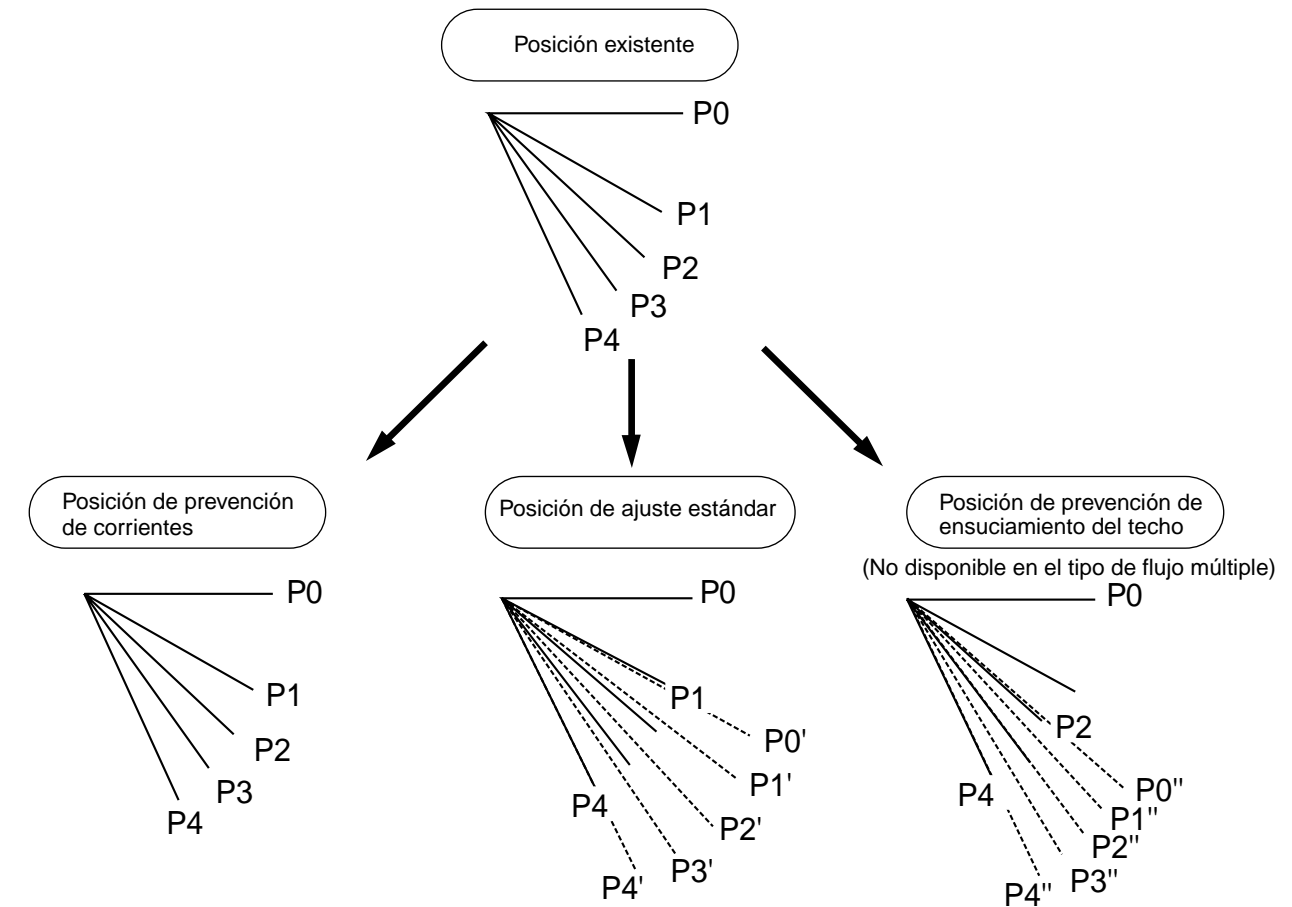 Posición existente
P0
P1
P2
P3
P4
Posición de prevención
de corrientes
P0
P1
P2
P3
P4
Posición de ajuste estándar
P0
P1
P0'
P1'
P4
P2'
P3'
P4'
Posición de prevención de
ensuciamiento del techo
(No disponible en el tipo de flujo múltiple)
P0
P2
P4
P0"
P1"
P2"
P3"
P4"